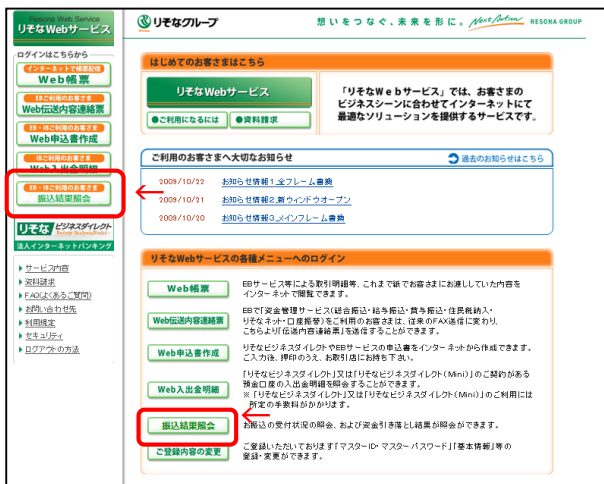 Resona Web Service
りそなWebサービス
ログインはこちらから
インターネットで帳票配信
Web帳票
EBご利用のお客さま
Web伝送内容連絡票
EB・IBご利用のお客さま
Web申込書作成
IBご利用のお客さま
Web入出金明細
EB・IBご利用のお客さま
振込結果照会
りそな ビジネスダイレクト
法人インターネットバンキング
サービス内容
資料請求
FAQ(よくあるご質問)
お問い合わせ先
利用規定
セキュリティ
ログアウトの方法
りそなグループ
想いをつなぐ、未来を形に。 Next Action RESONA GROUP
はじめてのお客さまはこちら
りそなWebサービス
●ご利用になるには ●資料請求
「りそなWebサービス」では、お客さまの
ビジネスシーンに合わせてインターネットにて
最適なソリューションを提供するサービスです。
ご利用のお客さまへ大切なお知らせ
過去のお知らせはこちら
2009/10/22 お知らせ情報1_全フレーム書換
2009/10/21 お知らせ情報2_新ウィンドウオープン
2009/10/20 お知らせ情報3_メインフレーム書換
りそなWebサービスの各種メニューへのログイン
Web帳票
EBサービス等による取引明細等、これまで紙でお客さまにお渡ししていた内容を
インターネットで閲覧できます。
Web伝送内容連絡票
EBで「資金管理サービス(総合振込・給与振込・賞与振込・住民税納入・
りそなネット・口座振替)をご利用のお客さまは、従来のFAX送信に変わり、
こちらより「伝送内容連絡票」を送信することができます。
Web申込書作成
りそなビジネスダイレクトやEBサービスの申込書をインターネットから作成できます。
ご入力後、押印のうえ、お取引店にお持ち下さい。
Web入出金明細
「りそなビジネスダイレクト」又は「りそなビジネスダイレクト(Mini)」のご契約がある
預金口座の入出金明細を照会することができます。
※「りそなビジネスダイレクト」又は「りそなビジネスダイレクト(Mini)」のご利用には
所定の手数料がかかります。
振込結果照会
お振込の受付状況の照会、および資金引き落とし結果が照会ができます。
ご登録内容の変更
ご登録いただいております「マスターID・マスターパスワード」「基本情報」等の
登録・変更ができます。